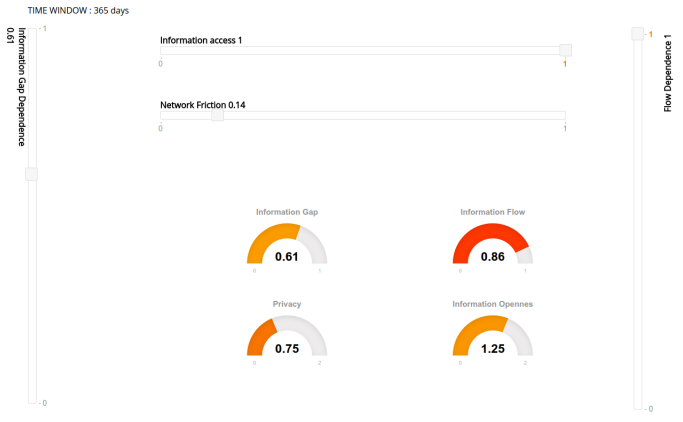 TIME WINDOW : 365 days
1
Information Gap Dependence
0.61
0
Information access 1
0
1
Network Friction 0.14
0
1
1
Flow Dependence 1
0
Information Gap
0.61
0
1
Information Flow
0.86
0
1
Privacy
0.75
0
2
Information Opennes
1.25
0
2